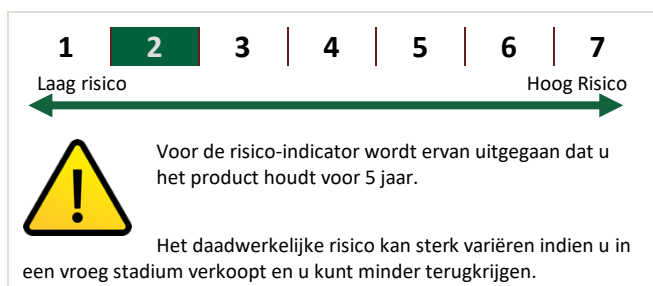 1 2 3 4 5 6 7
Laag risico Hoog Risico
Voor de risico-indicator wordt ervan uitgegaan dat u
het product houdt voor 5 jaar.
Het daadwerkelijke risico kan sterk variëren indien u in
een vroeg stadium verkoopt en u kunt minder terugkrijgen.